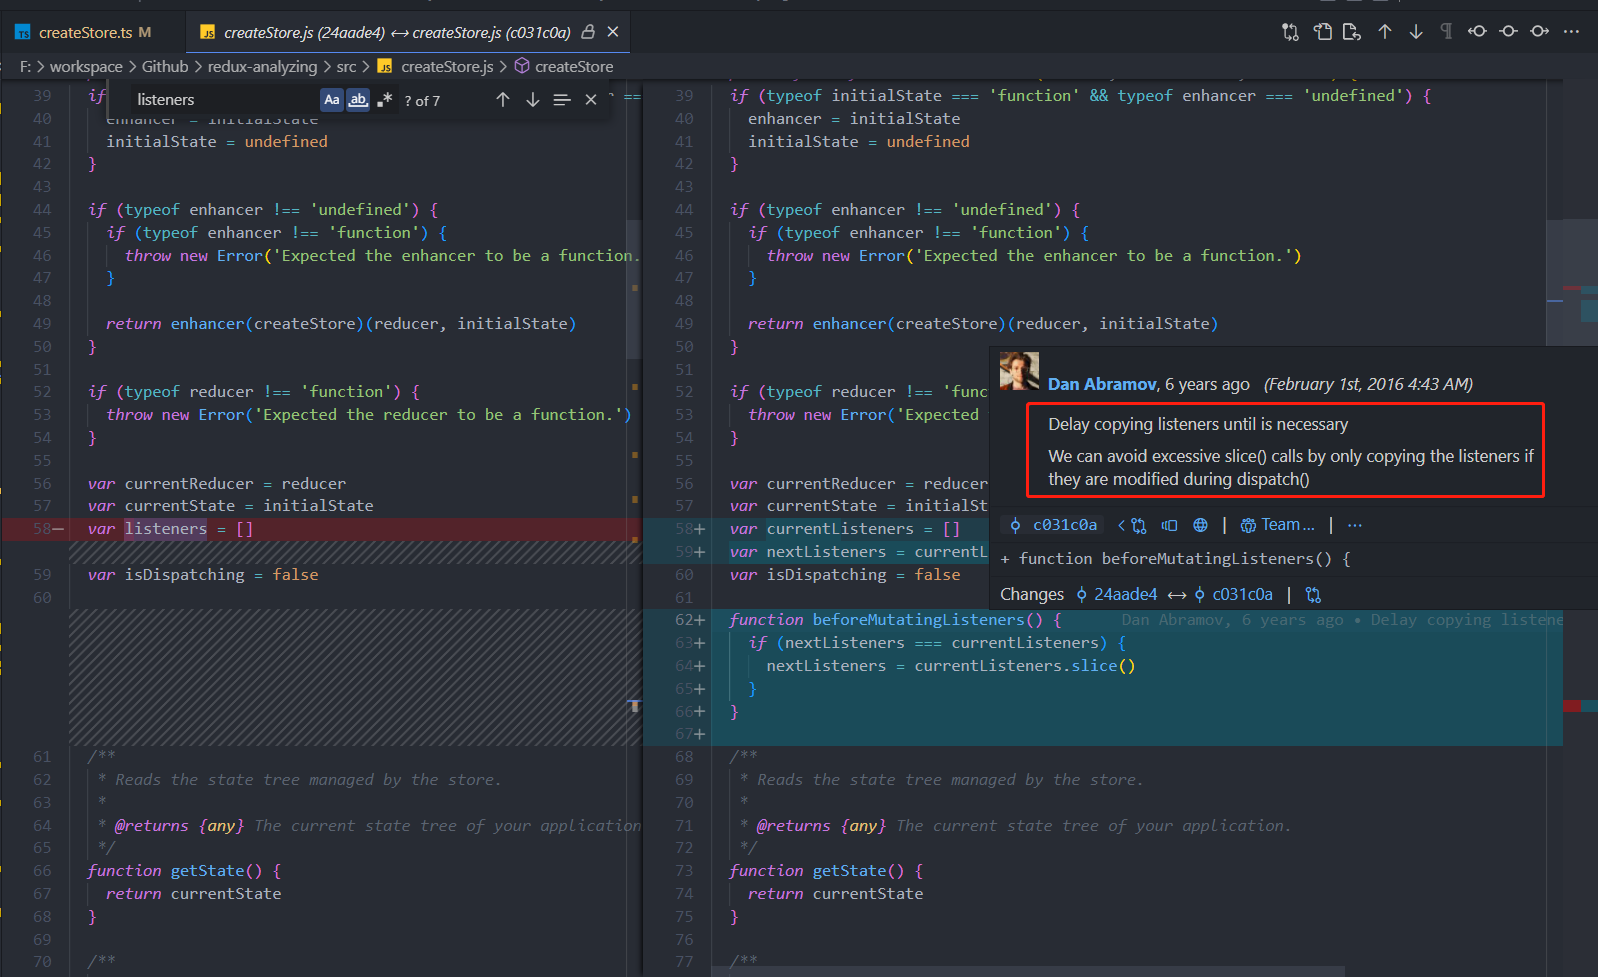 createStore.ts M
createStore.js (24aade4) ↔ createStore.js (c031c0a)
F: > workspace > Github > redux-analyzing > src > createStore.js > createStore
listeners Aa ab .* ? of 7
39 if ==
40 enhancer = initialState
41 initialState = undefined
42 }
43
44 if (typeof enhancer !== 'undefined') {
45 if (typeof enhancer !== 'function') {
46 throw new Error('Expected the enhancer to be a function.
47 }
48
49 return enhancer(createStore)(reducer, initialState)
50 }
51
52 if (typeof reducer !== 'function') {
53 throw new Error('Expected the reducer to be a function.')
54 }
55
56 var currentReducer = reducer
57 var currentState = initialState
58− var listeners = []
59 var isDispatching = false
60
61 /**
62 * Reads the state tree managed by the store.
63 *
64 * @returns {any} The current state tree of your application
65 */
66 function getState() {
67 return currentState
68 }
69
70 /**
39 if (typeof initialState === 'function' && typeof enhancer === 'undefined') {
40 enhancer = initialState
41 initialState = undefined
42 }
43
44 if (typeof enhancer !== 'undefined') {
45 if (typeof enhancer !== 'function') {
46 throw new Error('Expected the enhancer to be a function.')
47 }
48
49 return enhancer(createStore)(reducer, initialState)
50 }
51
52 if (typeof reducer !== 'func
53 throw new Error('Expected
54 }
55
56 var currentReducer = reducer
57 var currentState = initialSt
58+ var currentListeners = []
59+ var nextListeners = currentL
60 var isDispatching = false
61
62+ function beforeMutatingListeners() { Dan Abramov, 6 years ago • Delay copying listene
63+ if (nextListeners === currentListeners) {
64+ nextListeners = currentListeners.slice()
65+ }
66+ }
67+
68 /**
69 * Reads the state tree managed by the store.
70 *
71 * @returns {any} The current state tree of your application.
72 */
73 function getState() {
74 return currentState
75 }
76
77 /**
Dan Abramov, 6 years ago (February 1st, 2016 4:43 AM)
Delay copying listeners until is necessary
We can avoid excessive slice() calls by only copying the listeners if
they are modified during dispatch()
c031c0a | Team... | ...
+ function beforeMutatingListeners() {
Changes 24aade4 ↔ c031c0a |